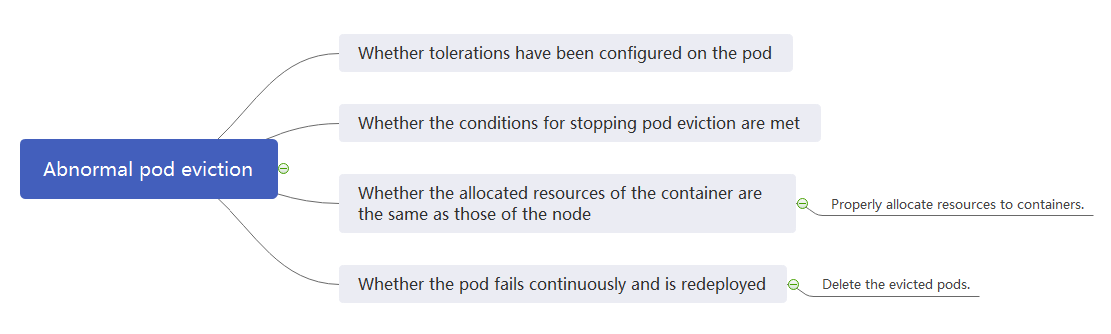 Whether tolerations have been configured on the pod
Whether the conditions for stopping pod eviction are met
Abnormal pod eviction
Whether the allocated resources of the container are
the same as those of the node
Properly allocate resources to containers.
Whether the pod fails continuously and is redeployed
Delete the evicted pods.